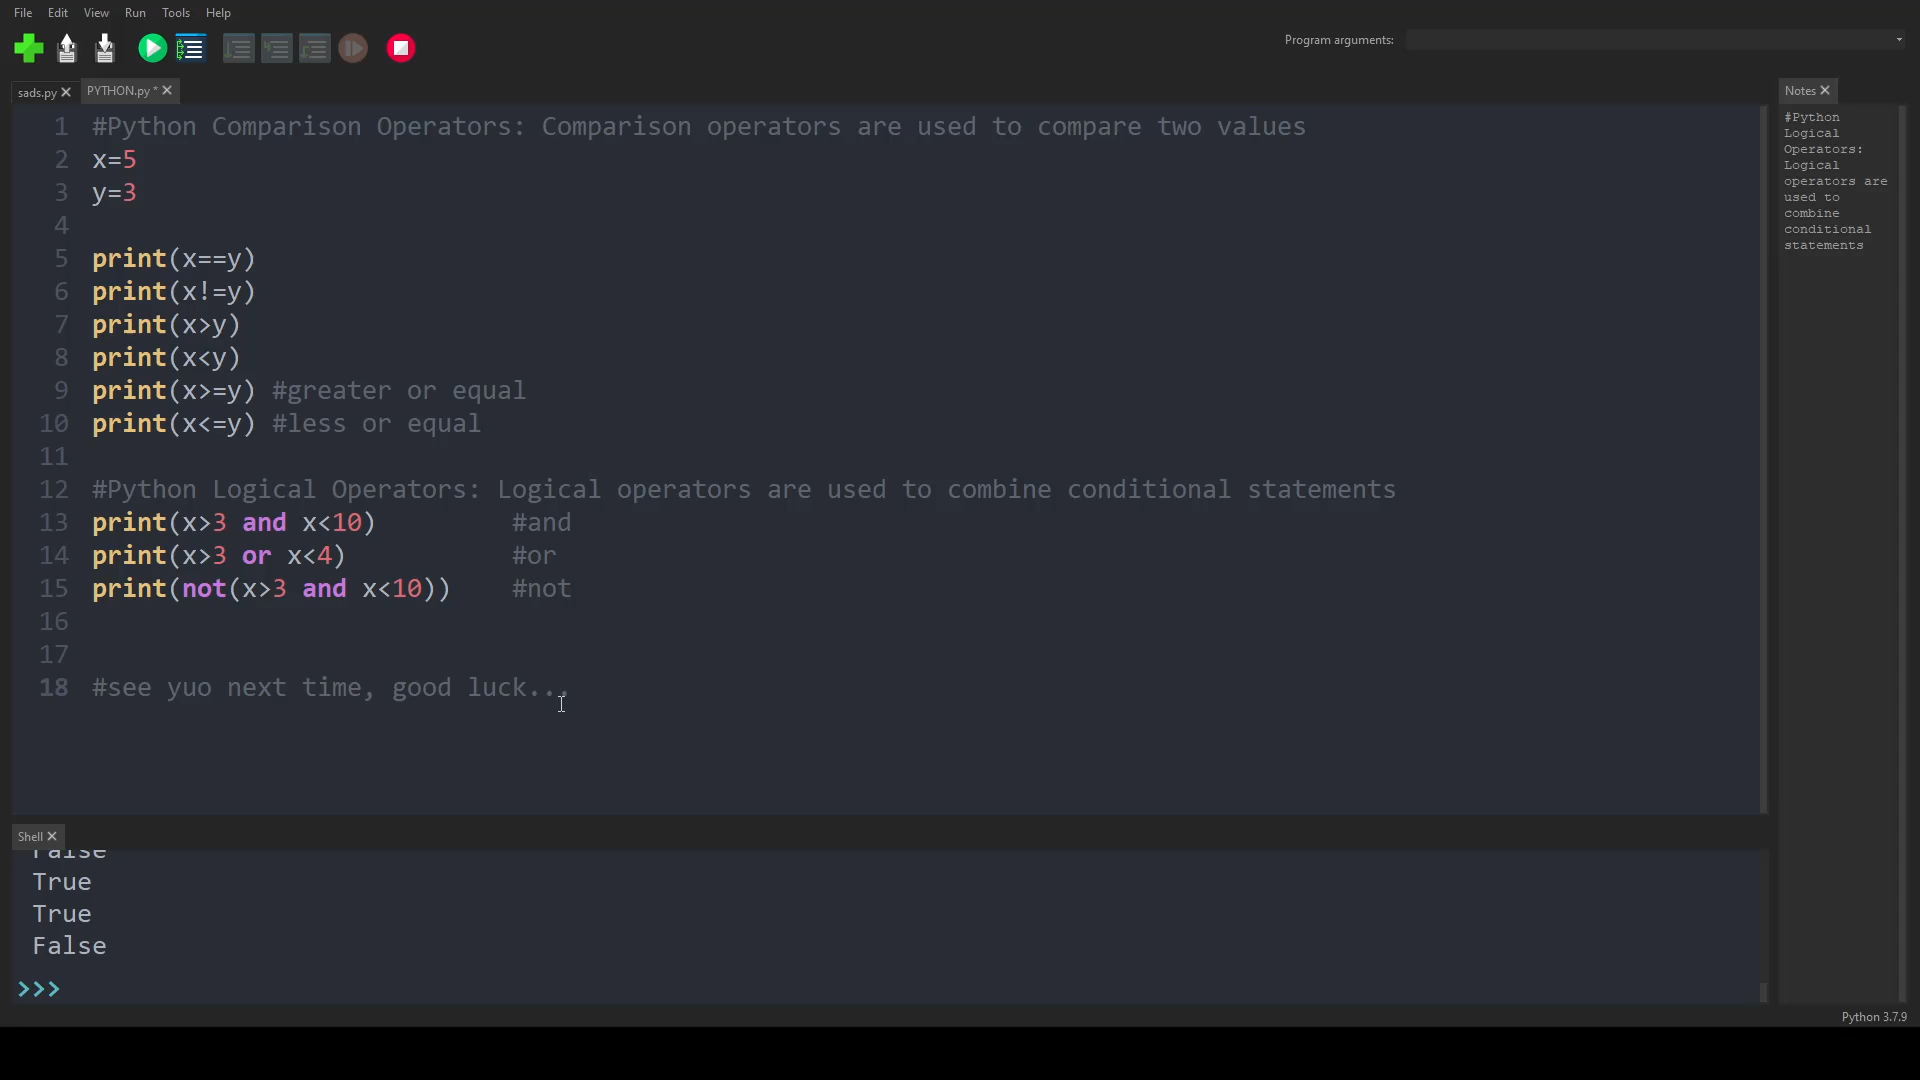 File Edit View Run Tools Help
Program arguments:
sads.py
PYTHON.py *
1 #Python Comparison Operators: Comparison operators are used to compare two values
2 x=5
3 y=3
4
5 print(x==y)
6 print(x!=y)
7 print(x>y)
8 print(x<y)
9 print(x>=y) #greater or equal
10 print(x<=y) #less or equal
11
12 #Python Logical Operators: Logical operators are used to combine conditional statements
13 print(x>3 and x<10) #and
14 print(x>3 or x<4) #or
15 print(not(x>3 and x<10)) #not
16
17
18 #see yuo next time, good luck...
Notes
#Python
Logical
Operators:
Logical
operators are
used to
combine
conditional
statements
Shell
False
True
True
False
>>>
Python 3.7.9